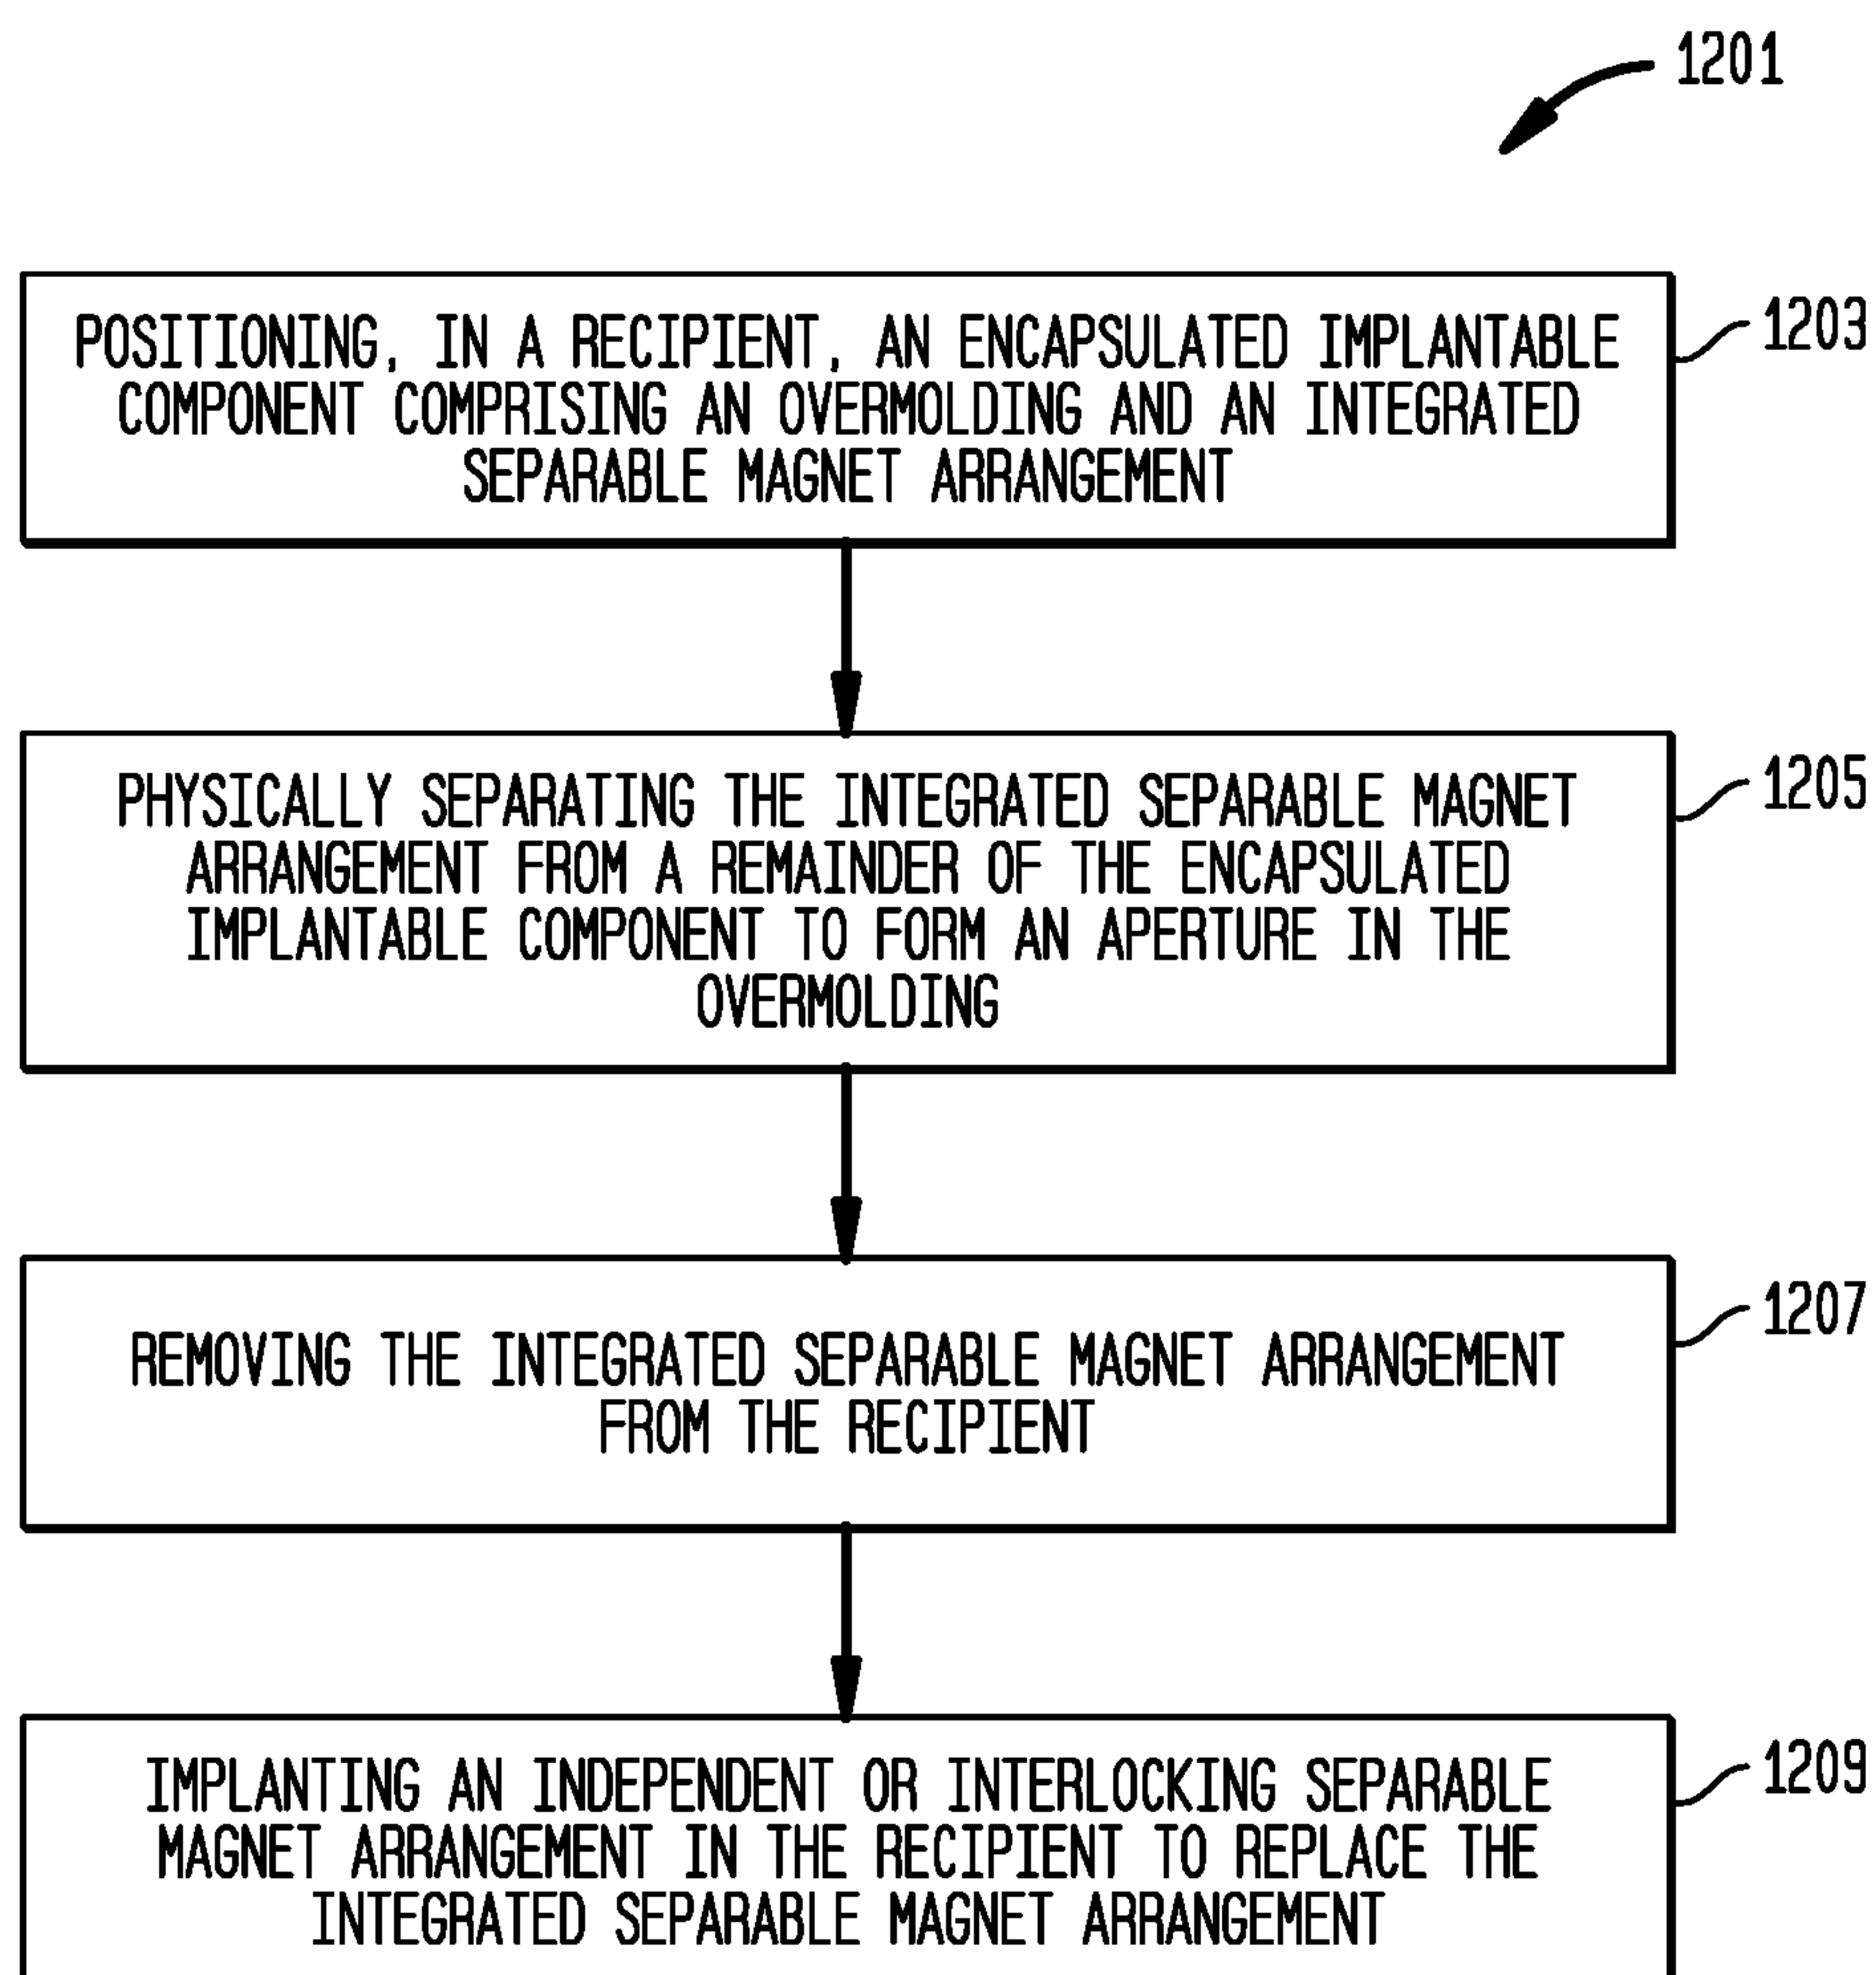 1201
POSITIONING, IN A RECIPIENT, AN ENCAPSULATED IMPLANTABLE
COMPONENT COMPRISING AN OVERMOLDING AND AN INTEGRATED
SEPARABLE MAGNET ARRANGEMENT
1203
PHYSICALLY SEPARATING THE INTEGRATED SEPARABLE MAGNET
ARRANGEMENT FROM A REMAINDER OF THE ENCAPSULATED
IMPLANTABLE COMPONENT TO FORM AN APERTURE IN THE
OVERMOLDING
1205
REMOVING THE INTEGRATED SEPARABLE MAGNET ARRANGEMENT
FROM THE RECIPIENT
1207
IMPLANTING AN INDEPENDENT OR INTERLOCKING SEPARABLE
MAGNET ARRANGEMENT IN THE RECIPIENT TO REPLACE THE
INTEGRATED SEPARABLE MAGNET ARRANGEMENT
1209